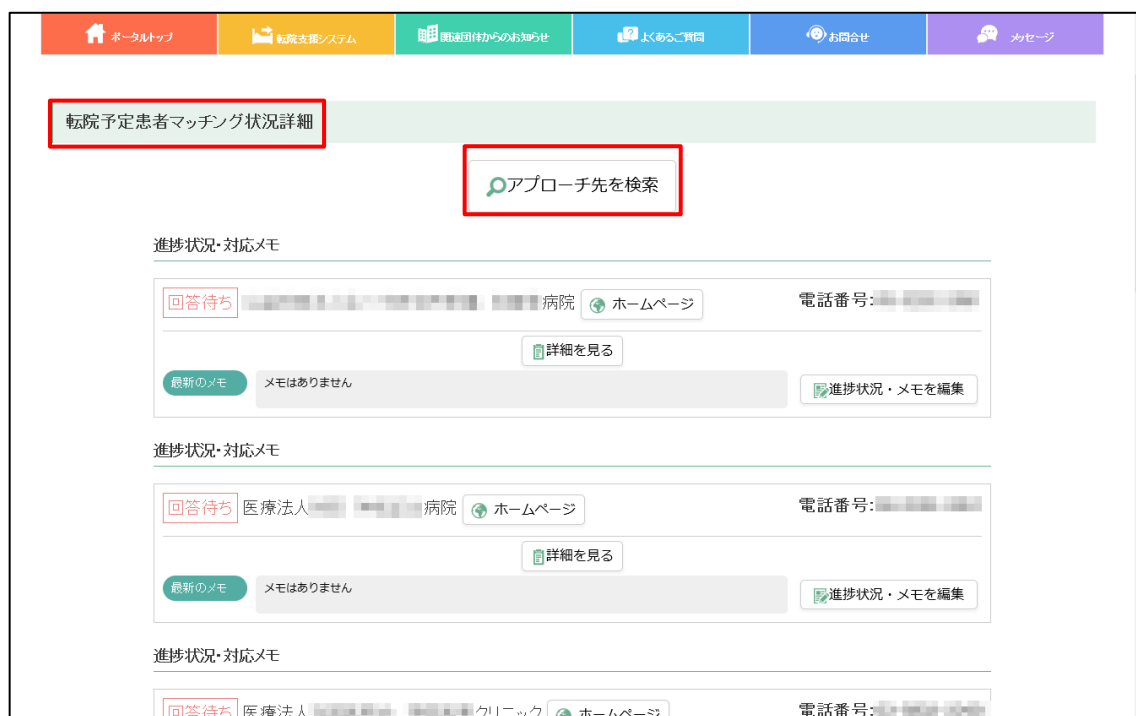 ポータルトップ 転院支援システム 関連団体からのお知らせ よくあるご質問 お問合せ メッセージ
転院予定患者マッチング状況詳細
アプローチ先を検索
進捗状況・対応メモ
回答待ち 病院 ホームページ 電話番号:
詳細を見る
最新のメモ メモはありません 進捗状況・メモを編集
進捗状況・対応メモ
回答待ち 医療法人 病院 ホームページ 電話番号:
詳細を見る
最新のメモ メモはありません 進捗状況・メモを編集
進捗状況・対応メモ
回答待ち 医療法人 クリニック ホームページ 電話番号: